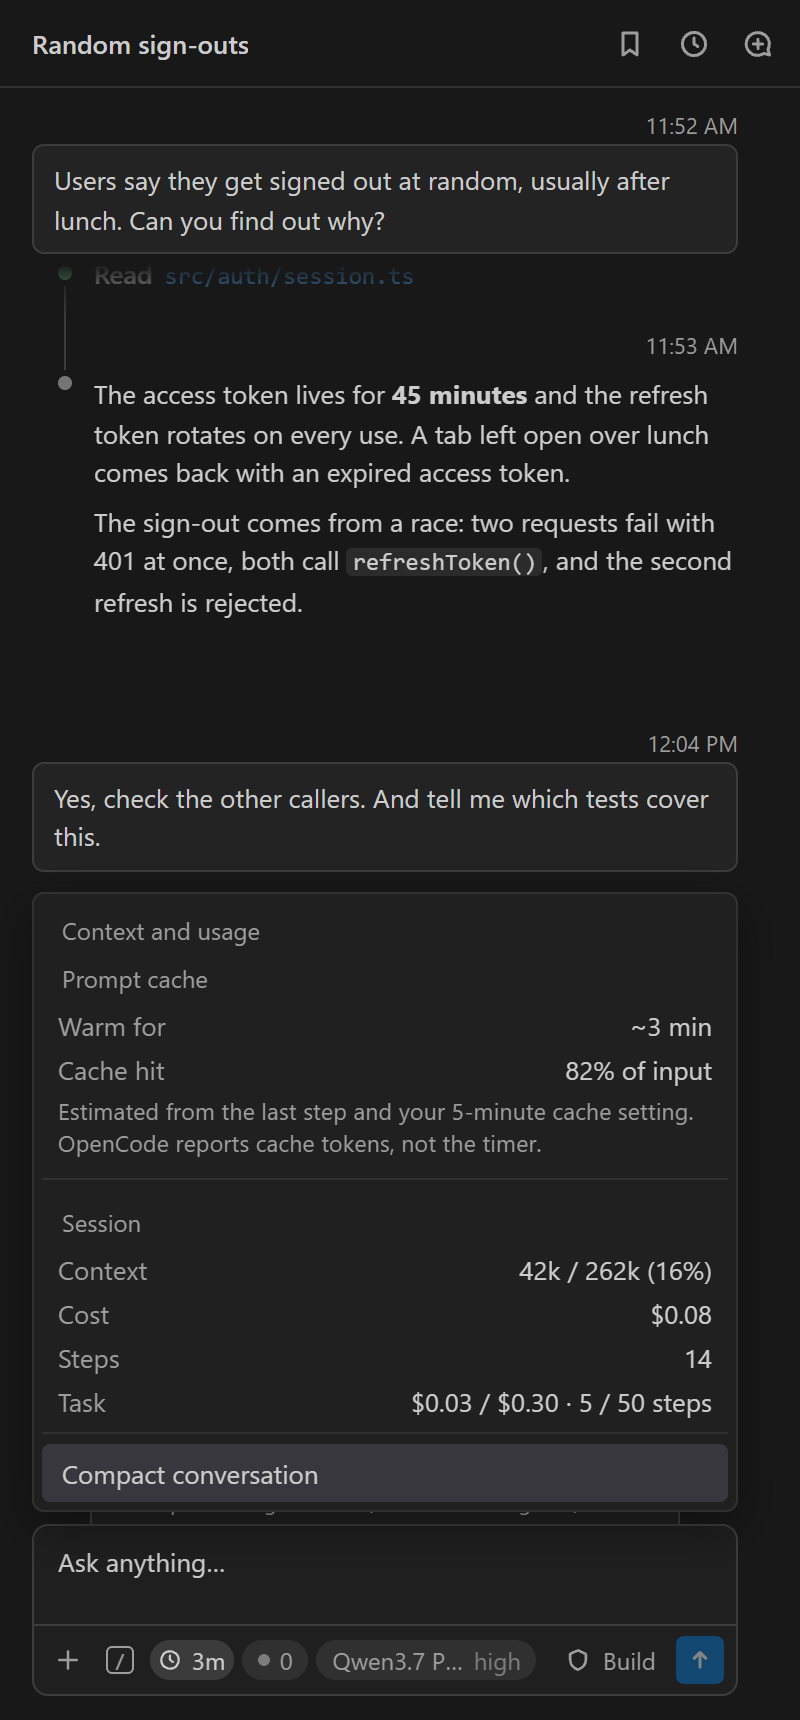 Random sign-outs
11:52 AM
Users say they get signed out at random, usually after
lunch. Can you find out why?
Read src/auth/session.ts
11:53 AM
The access token lives for 45 minutes and the refresh
token rotates on every use. A tab left open over lunch
comes back with an expired access token.
The sign-out comes from a race: two requests fail with
401 at once, both call refreshToken(), and the second
refresh is rejected.
12:04 PM
Yes, check the other callers. And tell me which tests cover
this.
Context and usage
Prompt cache
Warm for ~3 min
Cache hit 82% of input
Estimated from the last step and your 5-minute cache setting.
OpenCode reports cache tokens, not the timer.
Session
Context 42k / 262k (16%)
Cost $0.08
Steps 14
Task $0.03 / $0.30 · 5 / 50 steps
Compact conversation
Ask anything...
/ 3m 0 Qwen3.7 P... high Build